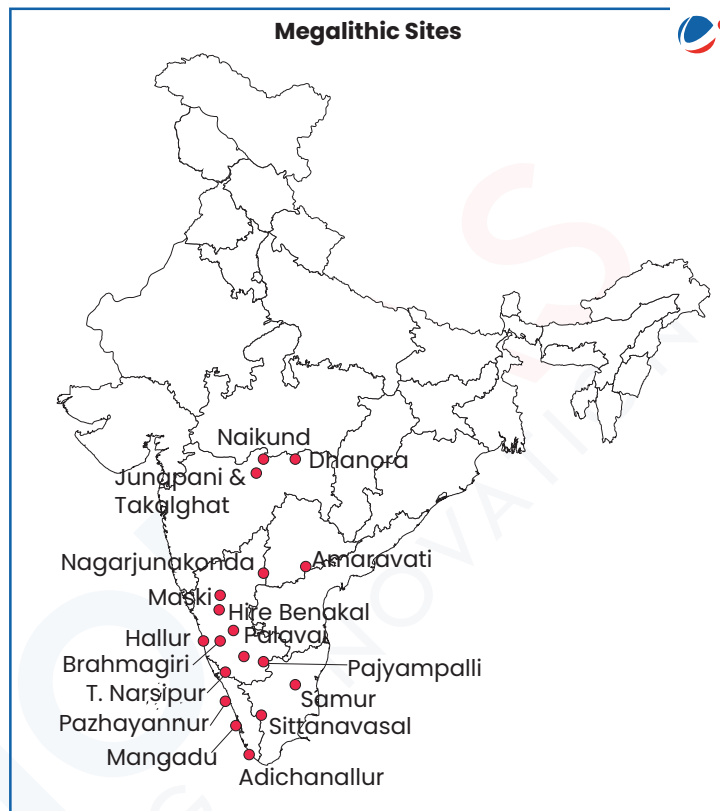 Megalithic Sites
Naikund
Dhanora
Junapani &
Takalghat
Nagarjunakonda
Amaravati
Maski
Hire Benakal
Hallur
Palavai
Brahmagiri
Pajyampalli
T. Narsipur
Samur
Pazhayannur
Sittanavasal
Mangadu
Adichanallur